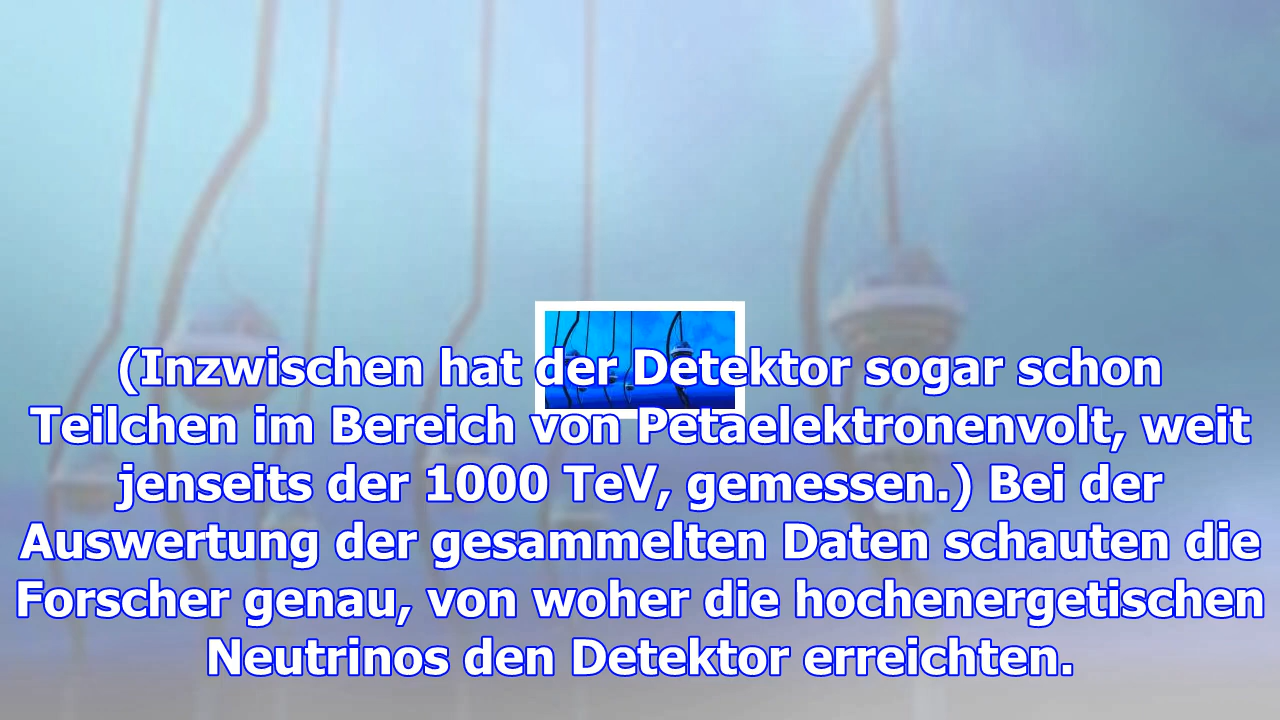 (Inzwischen hat der Detektor sogar schon
Teilchen im Bereich von Petaelektronenvolt, weit
jenseits der 1000 TeV, gemessen.) Bei der
Auswertung der gesammelten Daten schauten die
Forscher genau, von woher die hochenergetischen
Neutrinos den Detektor erreichten.